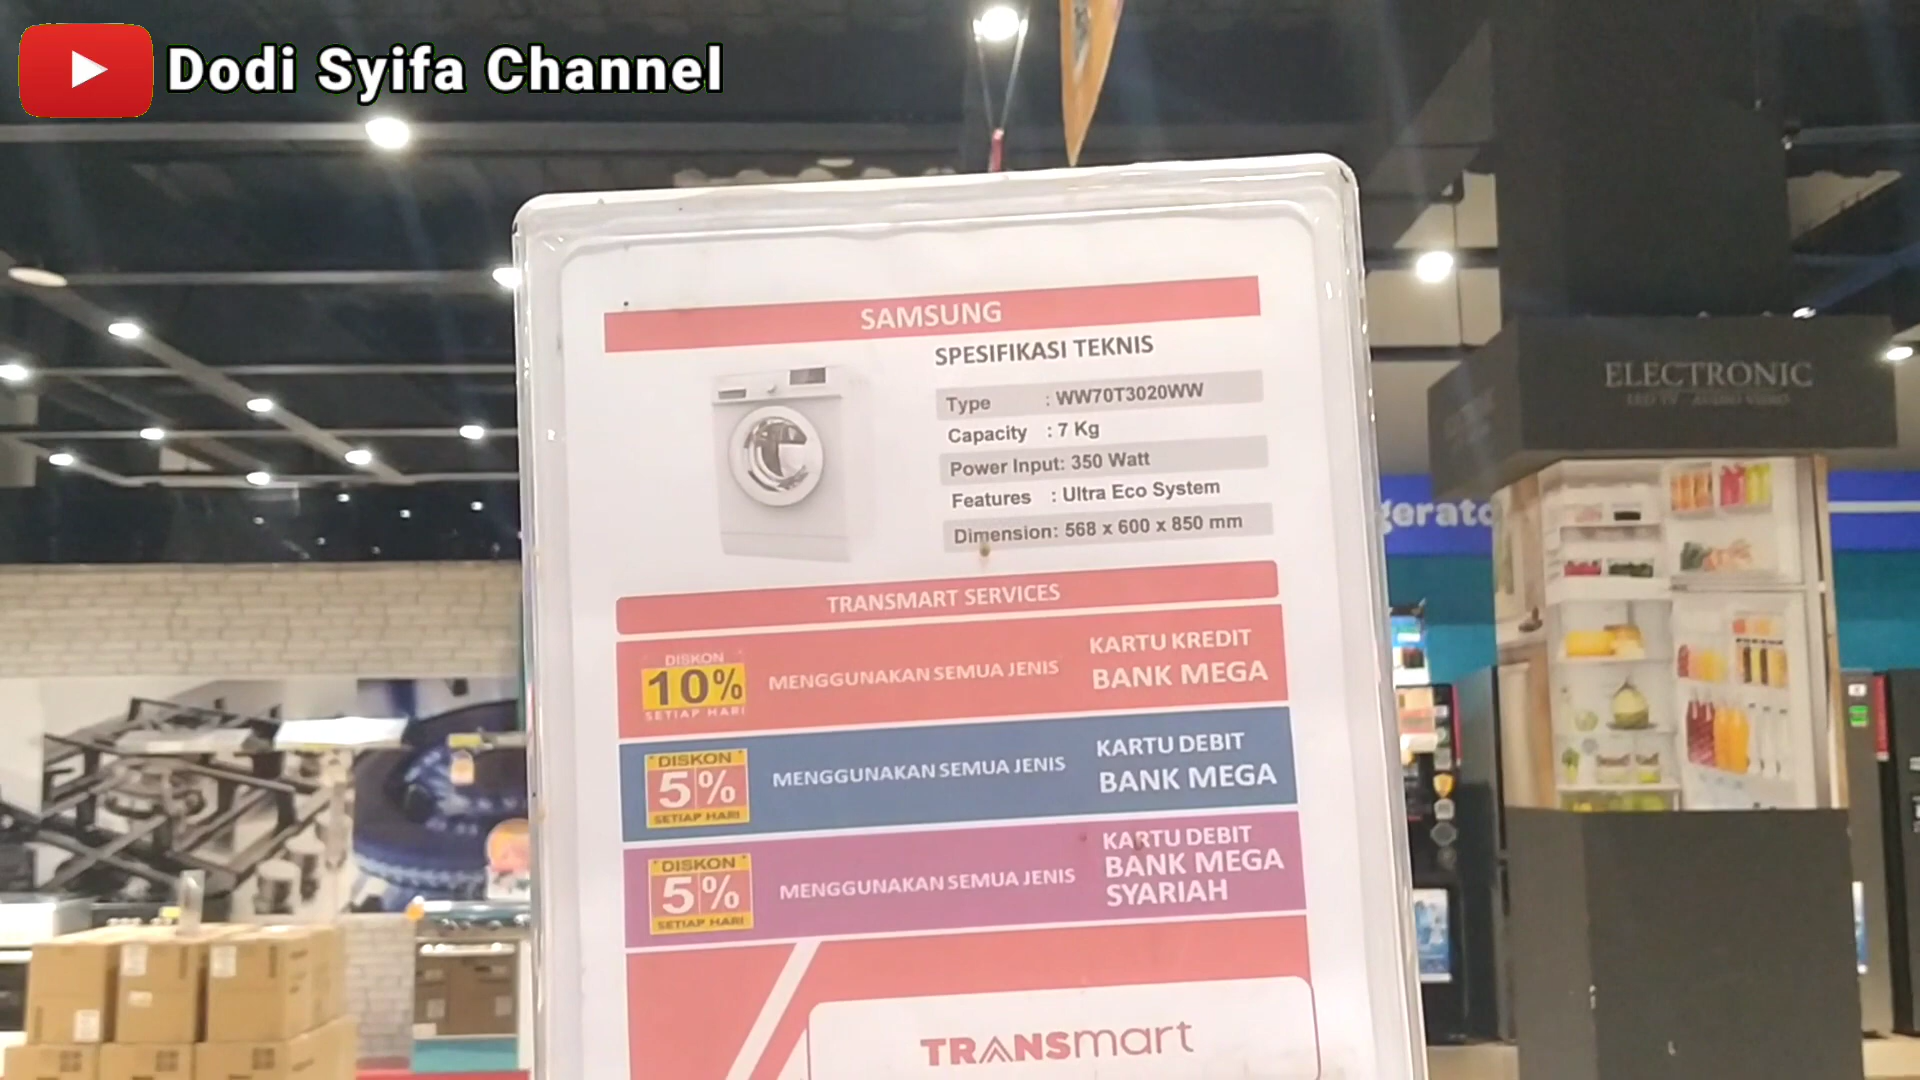 Dodi Syifa Channel
SAMSUNG
SPESIFIKASI TEKNIS
Type : WW70T3020WW
Capacity : 7 Kg
Power Input: 350 Watt
Features : Ultra Eco System
Dimension: 568 x 600 x 850 mm
TRANSMART SERVICES
DISKON
10%
SETIAP HARI
MENGGUNAKAN SEMUA JENIS
KARTU KREDIT
BANK MEGA
DISKON
5%
SETIAP HARI
MENGGUNAKAN SEMUA JENIS
KARTU DEBIT
BANK MEGA
DISKON
5%
SETIAP HARI
MENGGUNAKAN SEMUA JENIS
KARTU DEBIT
BANK MEGA
SYARIAH
TRANSmart
ELECTRONIC
gerato